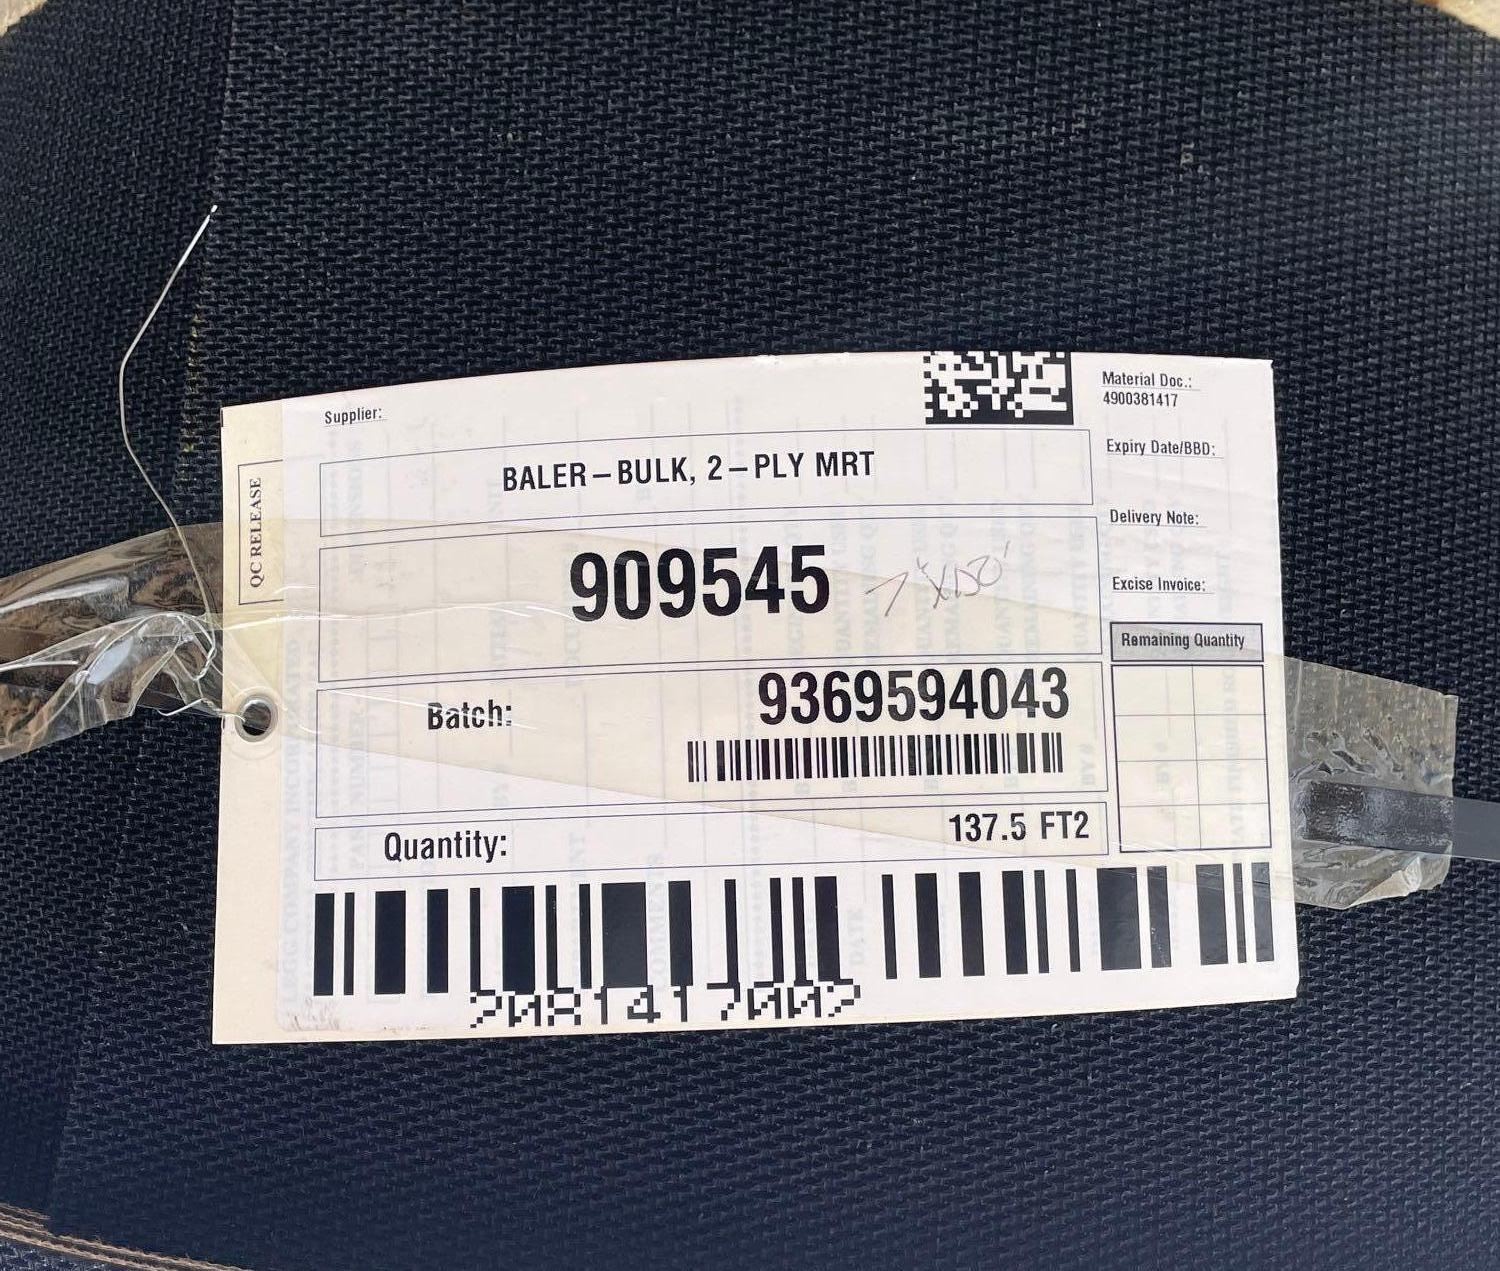 Supplier:
Material Doc.:
4900381417
BALER-BULK, 2-PLY MRT
Expiry Date/BBD:
QC RELEASE
Delivery Note:
909545
Excise Invoice:
Remaining Quantity
Batch:
9369594043
Quantity:
137.5 FT2